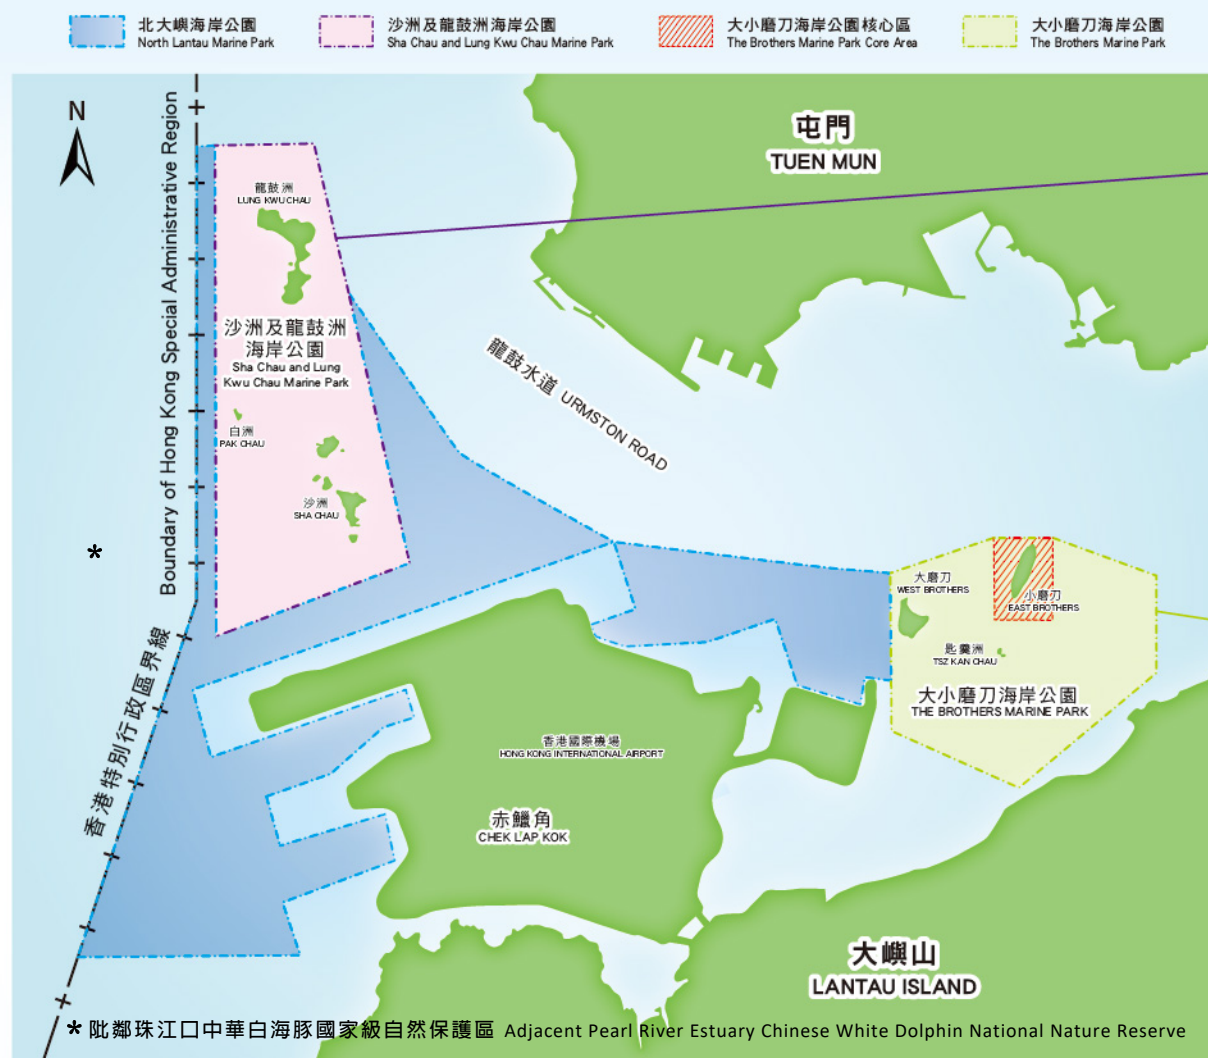 北大嶼海岸公園
North Lantau Marine Park
沙洲及龍鼓洲海岸公園
Sha Chau and Lung Kwu Chau Marine Park
大小磨刀海岸公園核心區
The Brothers Marine Park Core Area
大小磨刀海岸公園
The Brothers Marine Park
N
Boundary of Hong Kong Special Administrative Region
屯門
TUEN MUN
龍鼓洲
LUNG KWU CHAU
沙洲及龍鼓洲
海岸公園
Sha Chau and Lung
Kwu Chau Marine Park
龍鼓水道 URMSTON ROAD
白洲
PAK CHAU
沙洲
SHA CHAU
*
大磨刀
WEST BROTHERS
小磨刀
EAST BROTHERS
匙羹洲
TSZ KAN CHAU
大小磨刀海岸公園
THE BROTHERS MARINE PARK
香港特別行政區界線
香港國際機場
HONG KONG INTERNATIONAL AIRPORT
赤鱲角
CHEK LAP KOK
大嶼山
LANTAU ISLAND
* 毗鄰珠江口中華白海豚國家級自然保護區 Adjacent Pearl River Estuary Chinese White Dolphin National Nature Reserve